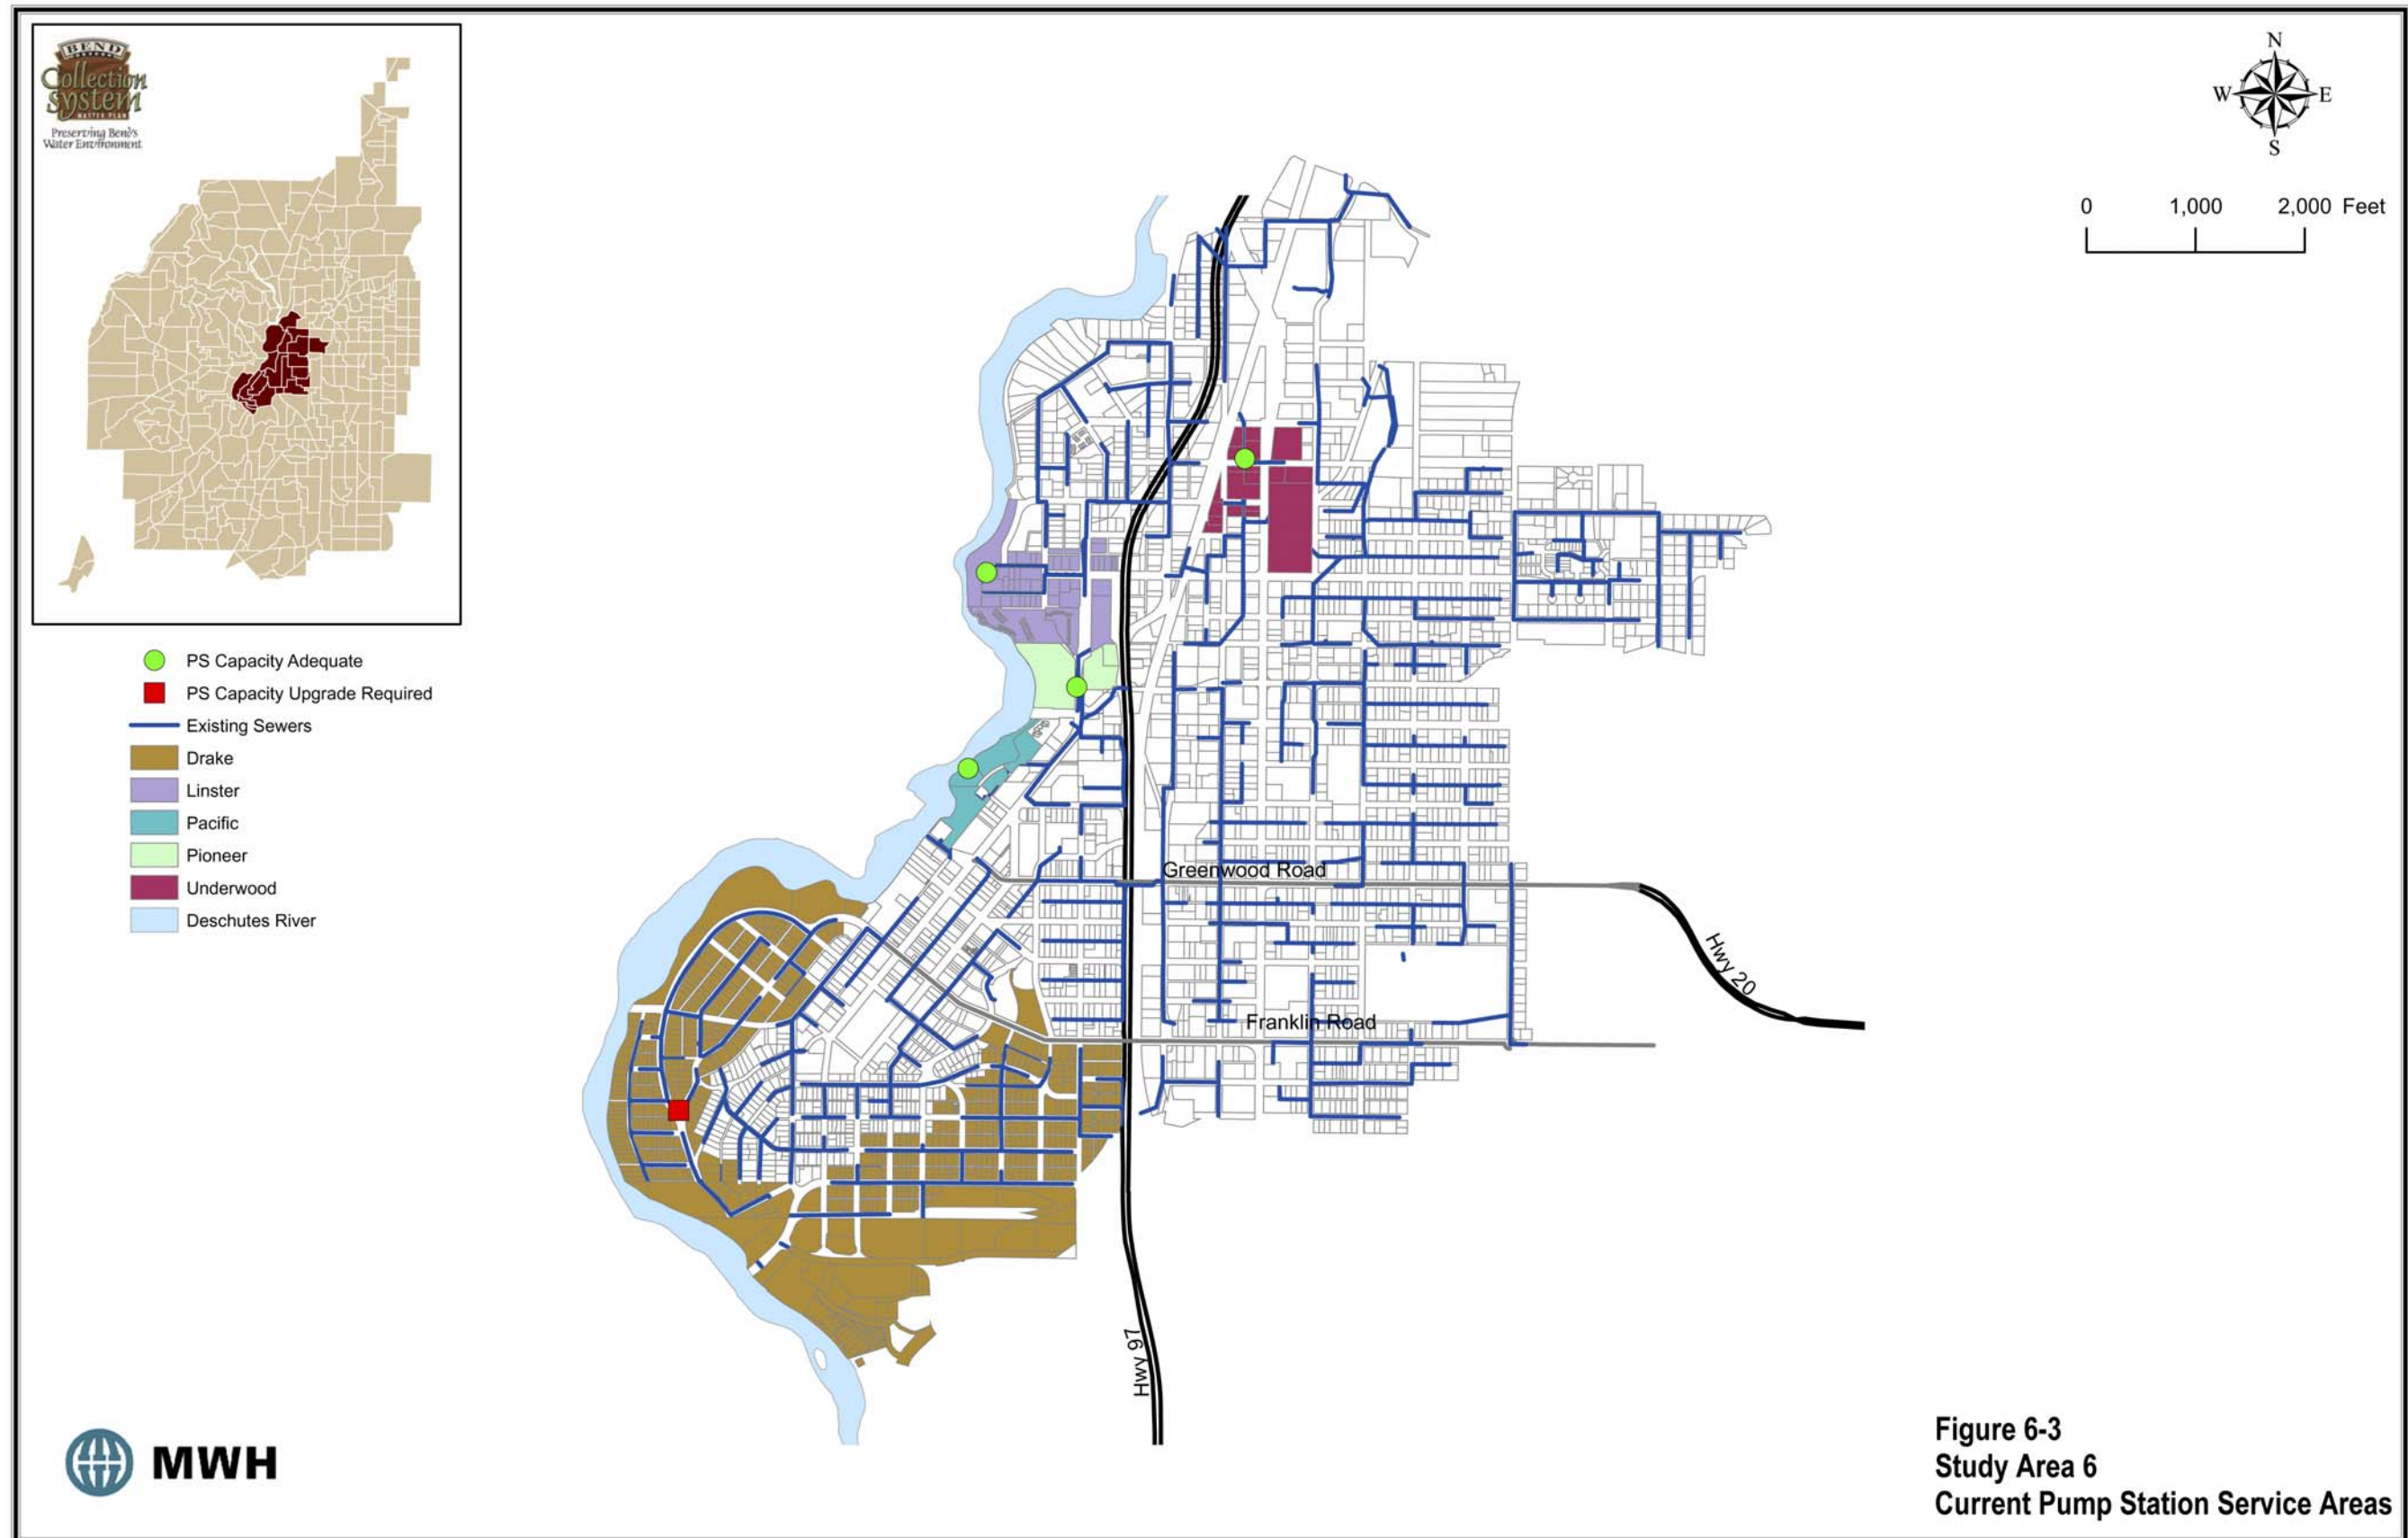 BEND
Collection
System
MASTER PLAN
Preserving Bend's
Water Environment
N
W E
S
0 1,000 2,000 Feet
PS Capacity Adequate
PS Capacity Upgrade Required
Existing Sewers
Drake
Linster
Pacific
Pioneer
Underwood
Deschutes River
Greenwood Road
Hwy 20
Franklin Road
Hwy 97
MWH
Figure 6-3
Study Area 6
Current Pump Station Service Areas